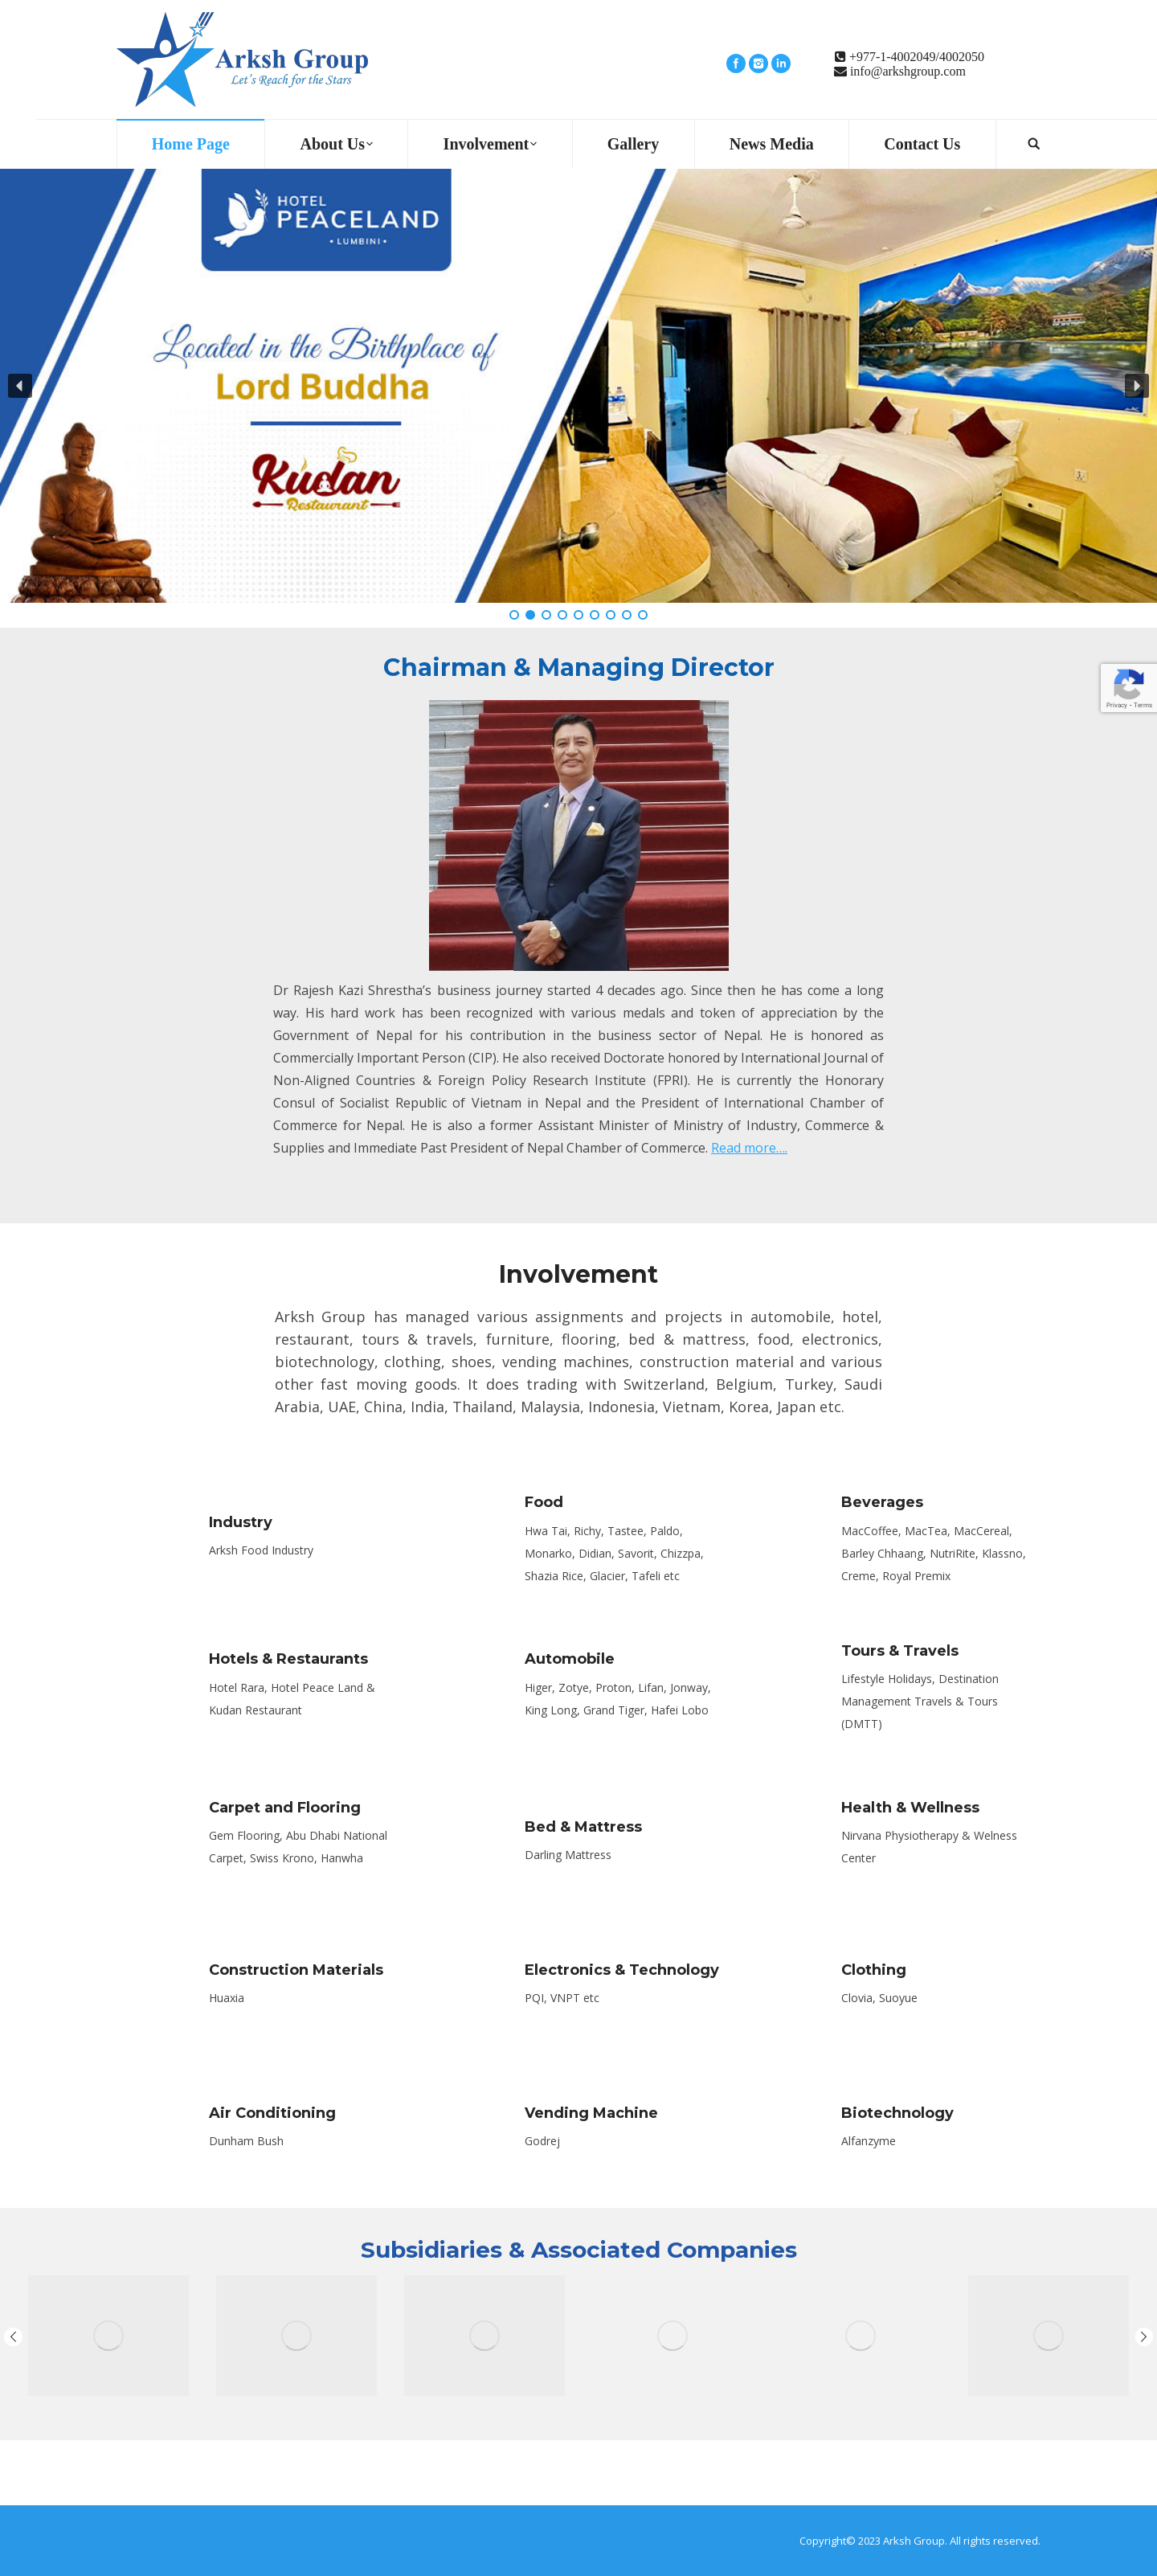 Arksh Group
Let's Reach for the Stars
+977-1-4002049/4002050
info@arkshgroup.com
Home Page
About Us
Involvement
Gallery
News Media
Contact Us
HOTEL
PEACELAND
• LUMBINI •
Located in the Birthplace of
Lord Buddha
Kudan
Restaurant
Chairman & Managing Director
Privacy - Terms
Dr Rajesh Kazi Shrestha’s business journey started 4 decades ago. Since then he has come a long
way. His hard work has been recognized with various medals and token of appreciation by the
Government of Nepal for his contribution in the business sector of Nepal. He is honored as
Commercially Important Person (CIP). He also received Doctorate honored by International Journal of
Non-Aligned Countries & Foreign Policy Research Institute (FPRI). He is currently the Honorary
Consul of Socialist Republic of Vietnam in Nepal and the President of International Chamber of
Commerce for Nepal. He is also a former Assistant Minister of Ministry of Industry, Commerce &
Supplies and Immediate Past President of Nepal Chamber of Commerce. Read more….
Involvement
Arksh Group has managed various assignments and projects in automobile, hotel,
restaurant, tours & travels, furniture, flooring, bed & mattress, food, electronics,
biotechnology, clothing, shoes, vending machines, construction material and various
other fast moving goods. It does trading with Switzerland, Belgium, Turkey, Saudi
Arabia, UAE, China, India, Thailand, Malaysia, Indonesia, Vietnam, Korea, Japan etc.
Industry
Arksh Food Industry
Food
Hwa Tai, Richy, Tastee, Paldo,
Monarko, Didian, Savorit, Chizzpa,
Shazia Rice, Glacier, Tafeli etc
Beverages
MacCoffee, MacTea, MacCereal,
Barley Chhaang, NutriRite, Klassno,
Creme, Royal Premix
Hotels & Restaurants
Hotel Rara, Hotel Peace Land &
Kudan Restaurant
Automobile
Higer, Zotye, Proton, Lifan, Jonway,
King Long, Grand Tiger, Hafei Lobo
Tours & Travels
Lifestyle Holidays, Destination
Management Travels & Tours
(DMTT)
Carpet and Flooring
Gem Flooring, Abu Dhabi National
Carpet, Swiss Krono, Hanwha
Bed & Mattress
Darling Mattress
Health & Wellness
Nirvana Physiotherapy & Welness
Center
Construction Materials
Huaxia
Electronics & Technology
PQI, VNPT etc
Clothing
Clovia, Suoyue
Air Conditioning
Dunham Bush
Vending Machine
Godrej
Biotechnology
Alfanzyme
Subsidiaries & Associated Companies
Copyright© 2023 Arksh Group. All rights reserved.